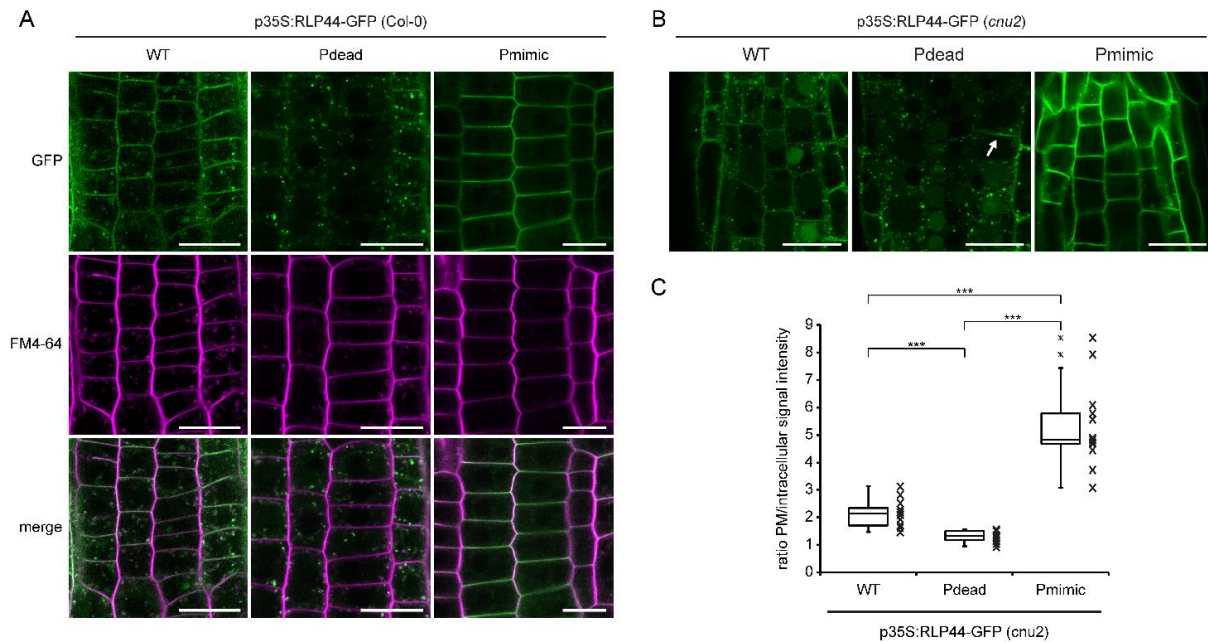 A
p35S:RLP44-GFP (Col-0)
WT Pdead Pmimic
GFP
FM4-64
merge
B
p35S:RLP44-GFP (cnu2)
WT Pdead Pmimic
C
ratio PM/intracellular signal intensity
9
8
7
6
5
4
3
2
1
0
***
***
***
WT Pdead Pmimic
p35S:RLP44-GFP (cnu2)